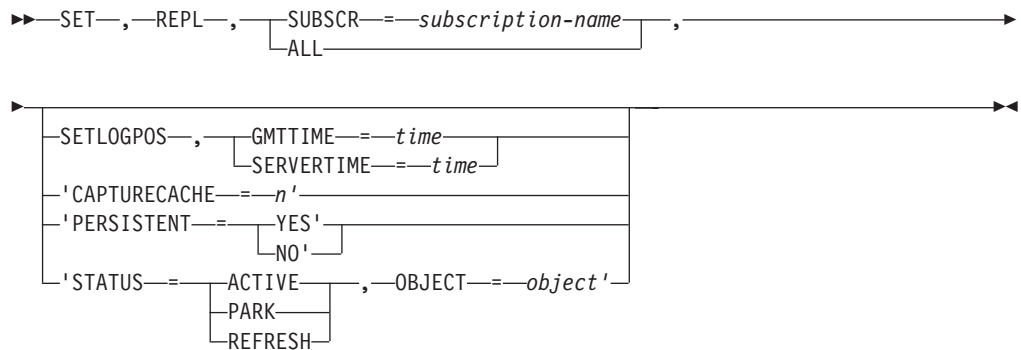 SET , REPL , SUBSCR = subscription-name ,
ALL
SETLOGPOS , GMTTIME = time
SERVERTIME = time
'CAPTURECACHE = n'
'PERSISTENT = YES'
NO'
'STATUS = ACTIVE , OBJECT = object'
PARK
REFRESH